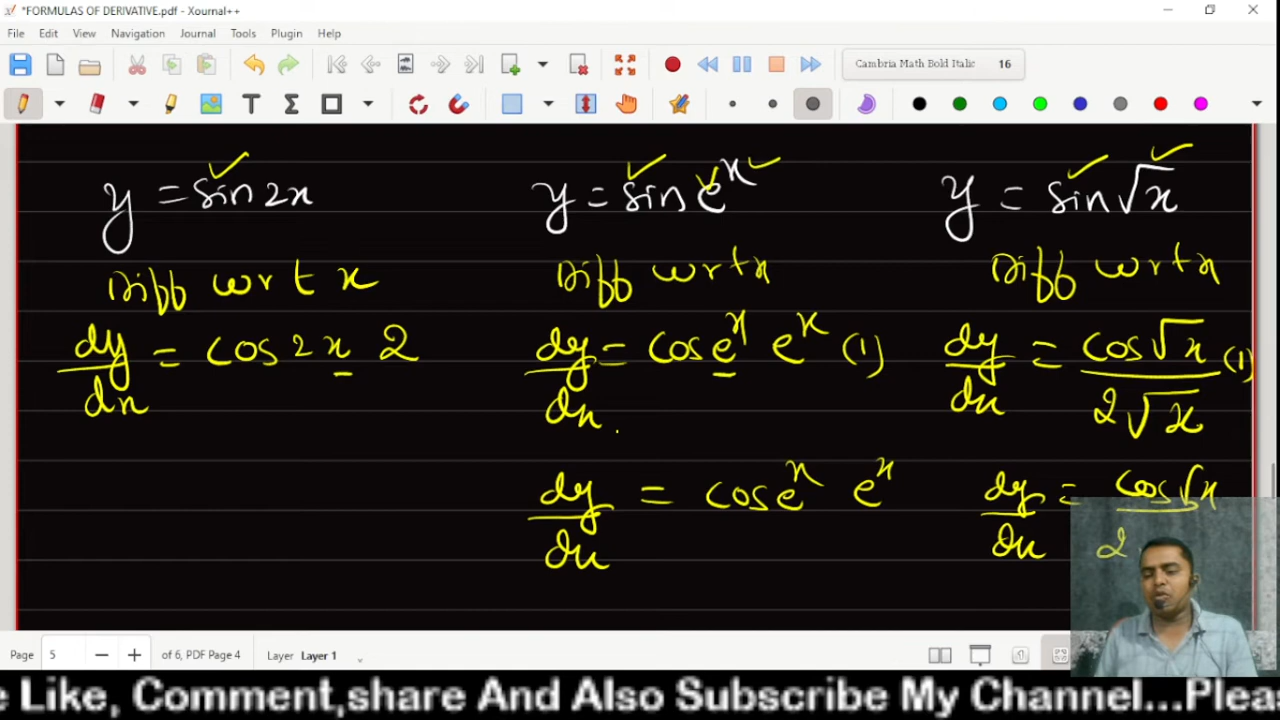 *FORMULAS OF DERIVATIVE.pdf - Xournal++
File Edit View Navigation Journal Tools Plugin Help
Cambria Math Bold Italic 16
y = sin 2x
y = sin e^x
y = sin √x
Diff wrt x
Diff wrt x
Diff wrt x
dy/dx = cos 2x 2
dy/dx = cos e^x e^x (1)
dy/dx = cos√x / 2√x (1)
dy/dx = cos e^x e^x
dy/dx = cos√x / 2
Page 5 of 6, PDF Page 4 Layer Layer 1
e Like, Comment,share And Also Subscribe My Channel...Pleas